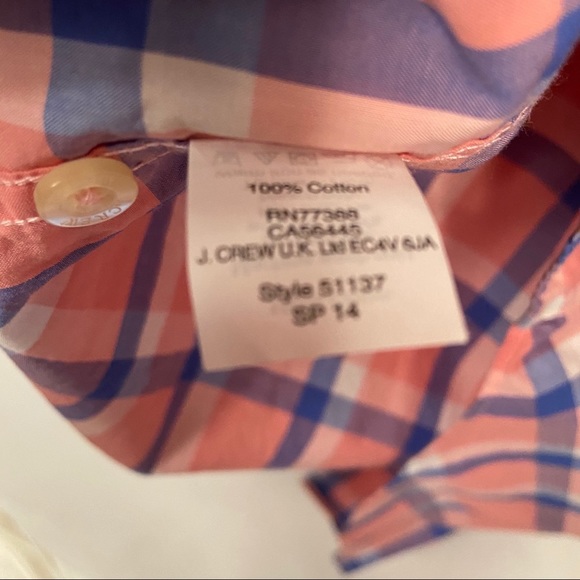 100% Cotton
RN77388
CA56445
J. CREW U.K. Ltd EC4V 6JA
Style 51137
SP 14